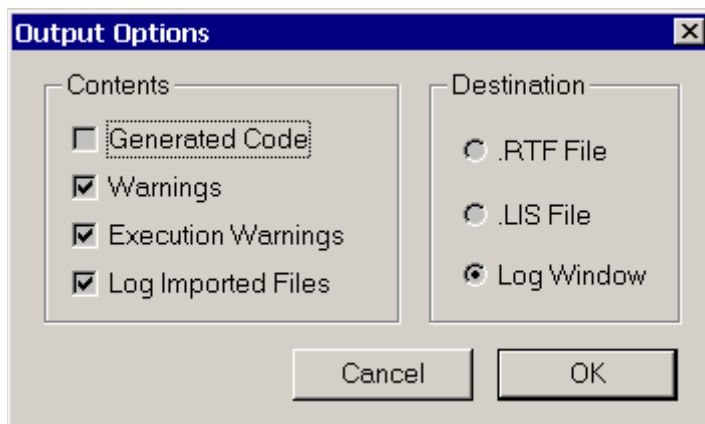 Output Options
Contents
Generated Code
Warnings
Execution Warnings
Log Imported Files
Destination
.RTF File
.LIS File
Log Window
Cancel
OK